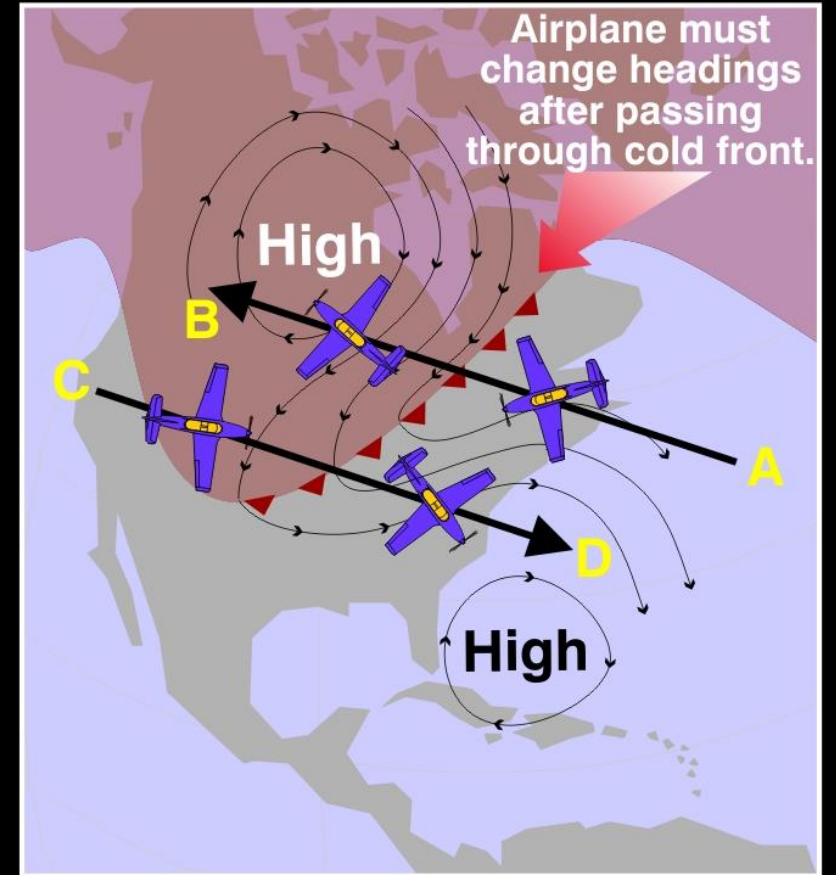 Airplane must
change headings
after passing
through cold front.
High
B
C
A
D
High